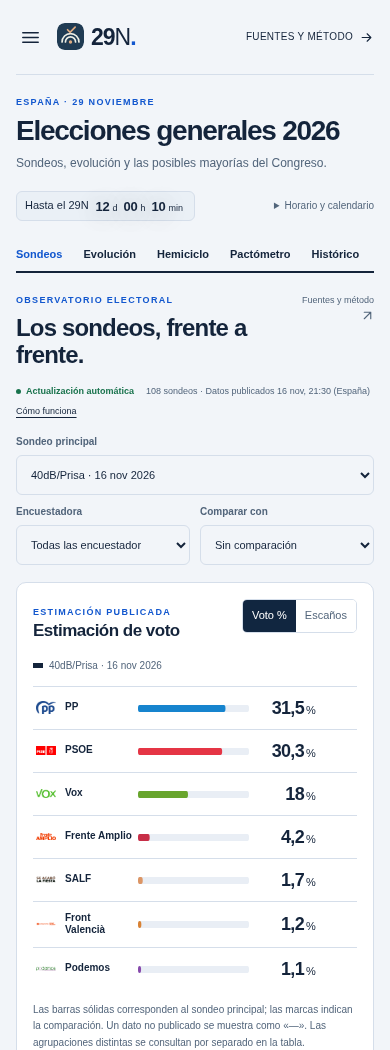 29N.
FUENTES Y MÉTODO →
ESPAÑA · 29 NOVIEMBRE
Elecciones generales 2026
Sondeos, evolución y las posibles mayorías del Congreso.
Hasta el 29N 12 d 00 h 10 min
▶ Horario y calendario
Sondeos Evolución Hemiciclo Pactómetro Histórico
OBSERVATORIO ELECTORAL
Fuentes y método ↗
Los sondeos, frente a
frente.
Actualización automática 108 sondeos · Datos publicados 16 nov, 21:30 (España)
Cómo funciona
Sondeo principal
40dB/Prisa · 16 nov 2026
Encuestadora Comparar con
Todas las encuestador Sin comparación
ESTIMACIÓN PUBLICADA
Estimación de voto
Voto % Escaños
40dB/Prisa · 16 nov 2026
PP 31,5 %
PSOE 30,3 %
VOX Vox 18 %
Frente Amplio 4,2 %
SALF 1,7 %
Front
Valencià 1,2 %
Podemos 1,1 %
Las barras sólidas corresponden al sondeo principal; las marcas indican
la comparación. Un dato no publicado se muestra como «—». Las
agrupaciones distintas se consultan por separado en la tabla.